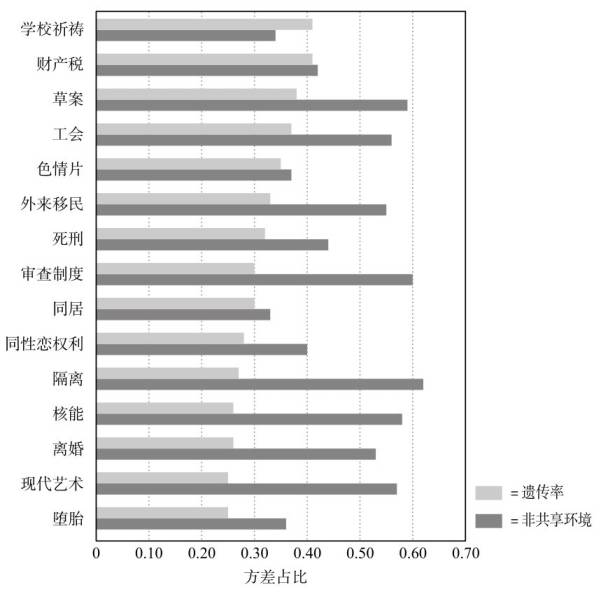 学校祈祷
财产税
草案
工会
色情片
外来移民
死刑
审查制度
同居
同性恋权利
隔离
核能
离婚
现代艺术
堕胎
0 0.10 0.20 0.30 0.40 0.50 0.60 0.70
方差占比
=遗传率
=非共享环境